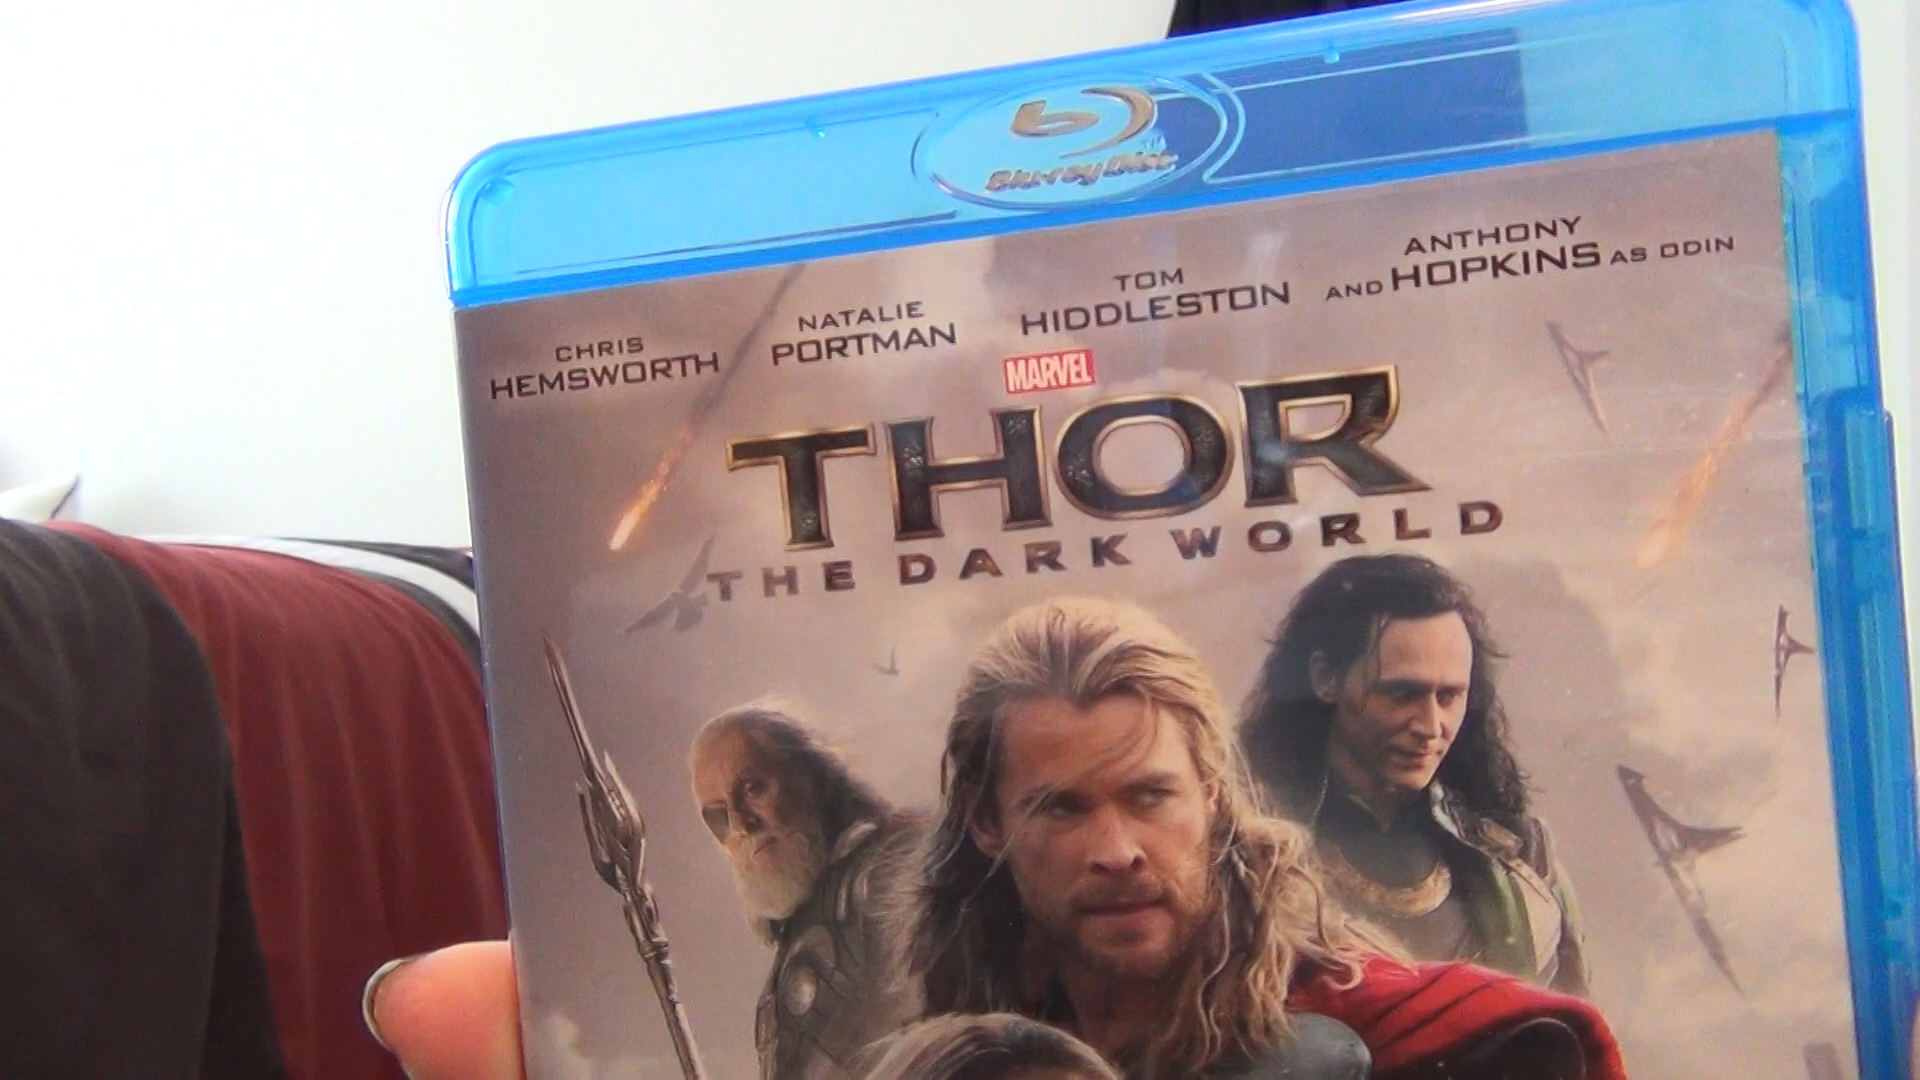 Blu-ray Disc
TM
CHRIS
HEMSWORTH
NATALIE
PORTMAN
TOM
HIDDLESTON
ANTHONY
AND HOPKINS AS ODIN
MARVEL
THOR
THE DARK WORLD